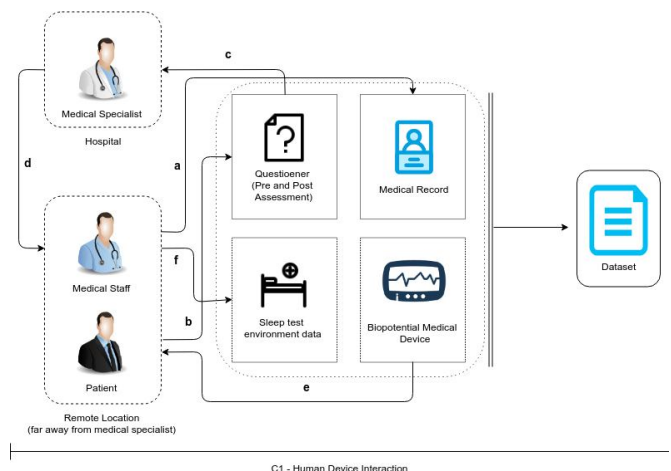 c
Medical Specialist
Hospital
d
a
Questioener
(Pre and Post
Assessment)
Medical Record
Dataset
Medical Staff
f
b
Sleep test
environment data
Biopotential Medical
Device
Patient
e
Remote Location
(far away from medical specialist)
C1 - Human Device Interaction